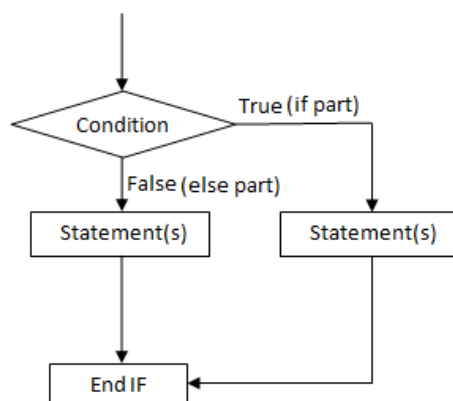 True (if part)
Condition
False (else part)
Statement(s)
Statement(s)
End IF